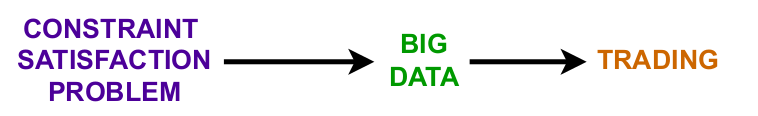 CONSTRAINT
SATISFACTION
PROBLEM
BIG
DATA
TRADING